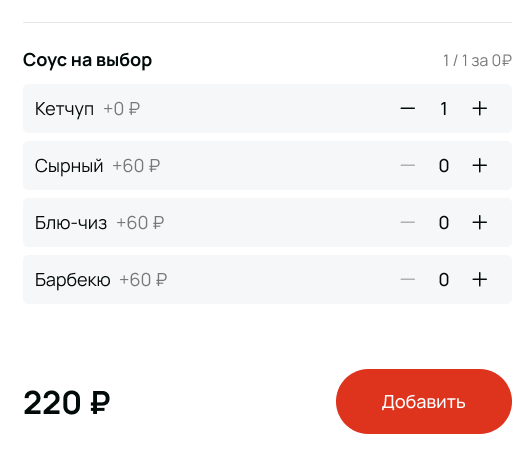 Соус на выбор 1 / 1 за 0₽
Кетчуп +0 ₽ — 1 +
Сырный +60 ₽ — 0 +
Блю-чиз +60 ₽ — 0 +
Барбекю +60 ₽ — 0 +
220 ₽ Добавить